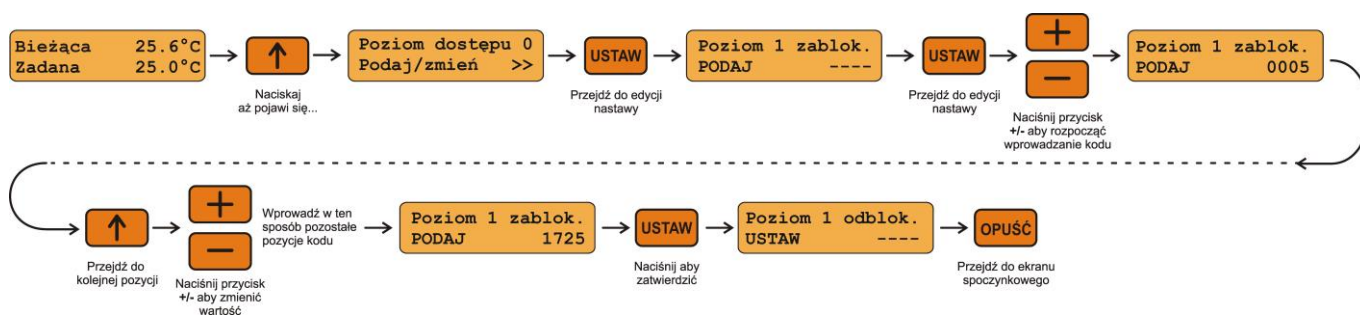 Bieżąca 25.6°C
Zadana 25.0°C
Naciskaj
aż pojawi się...
Poziom dostępu 0
Podaj/zmień >>
USTAW
Przejdź do edycji
nastawy
Poziom 1 zablok.
PODAJ ----
USTAW
Przejdź do edycji
nastawy
Naciśnij przycisk
+/- aby rozpocząć
wprowadzanie kodu
Poziom 1 zablok.
PODAJ 0005
Przejdź do
kolejnej pozycji
Naciśnij przycisk
+/- aby zmienić
wartość
Wprowadź w ten
sposób pozostałe
pozycje kodu
Poziom 1 zablok.
PODAJ 1725
USTAW
Naciśnij aby
zatwierdzić
Poziom 1 odblok.
USTAW ----
OPUŚĆ
Przejdź do ekranu
spoczynkowego